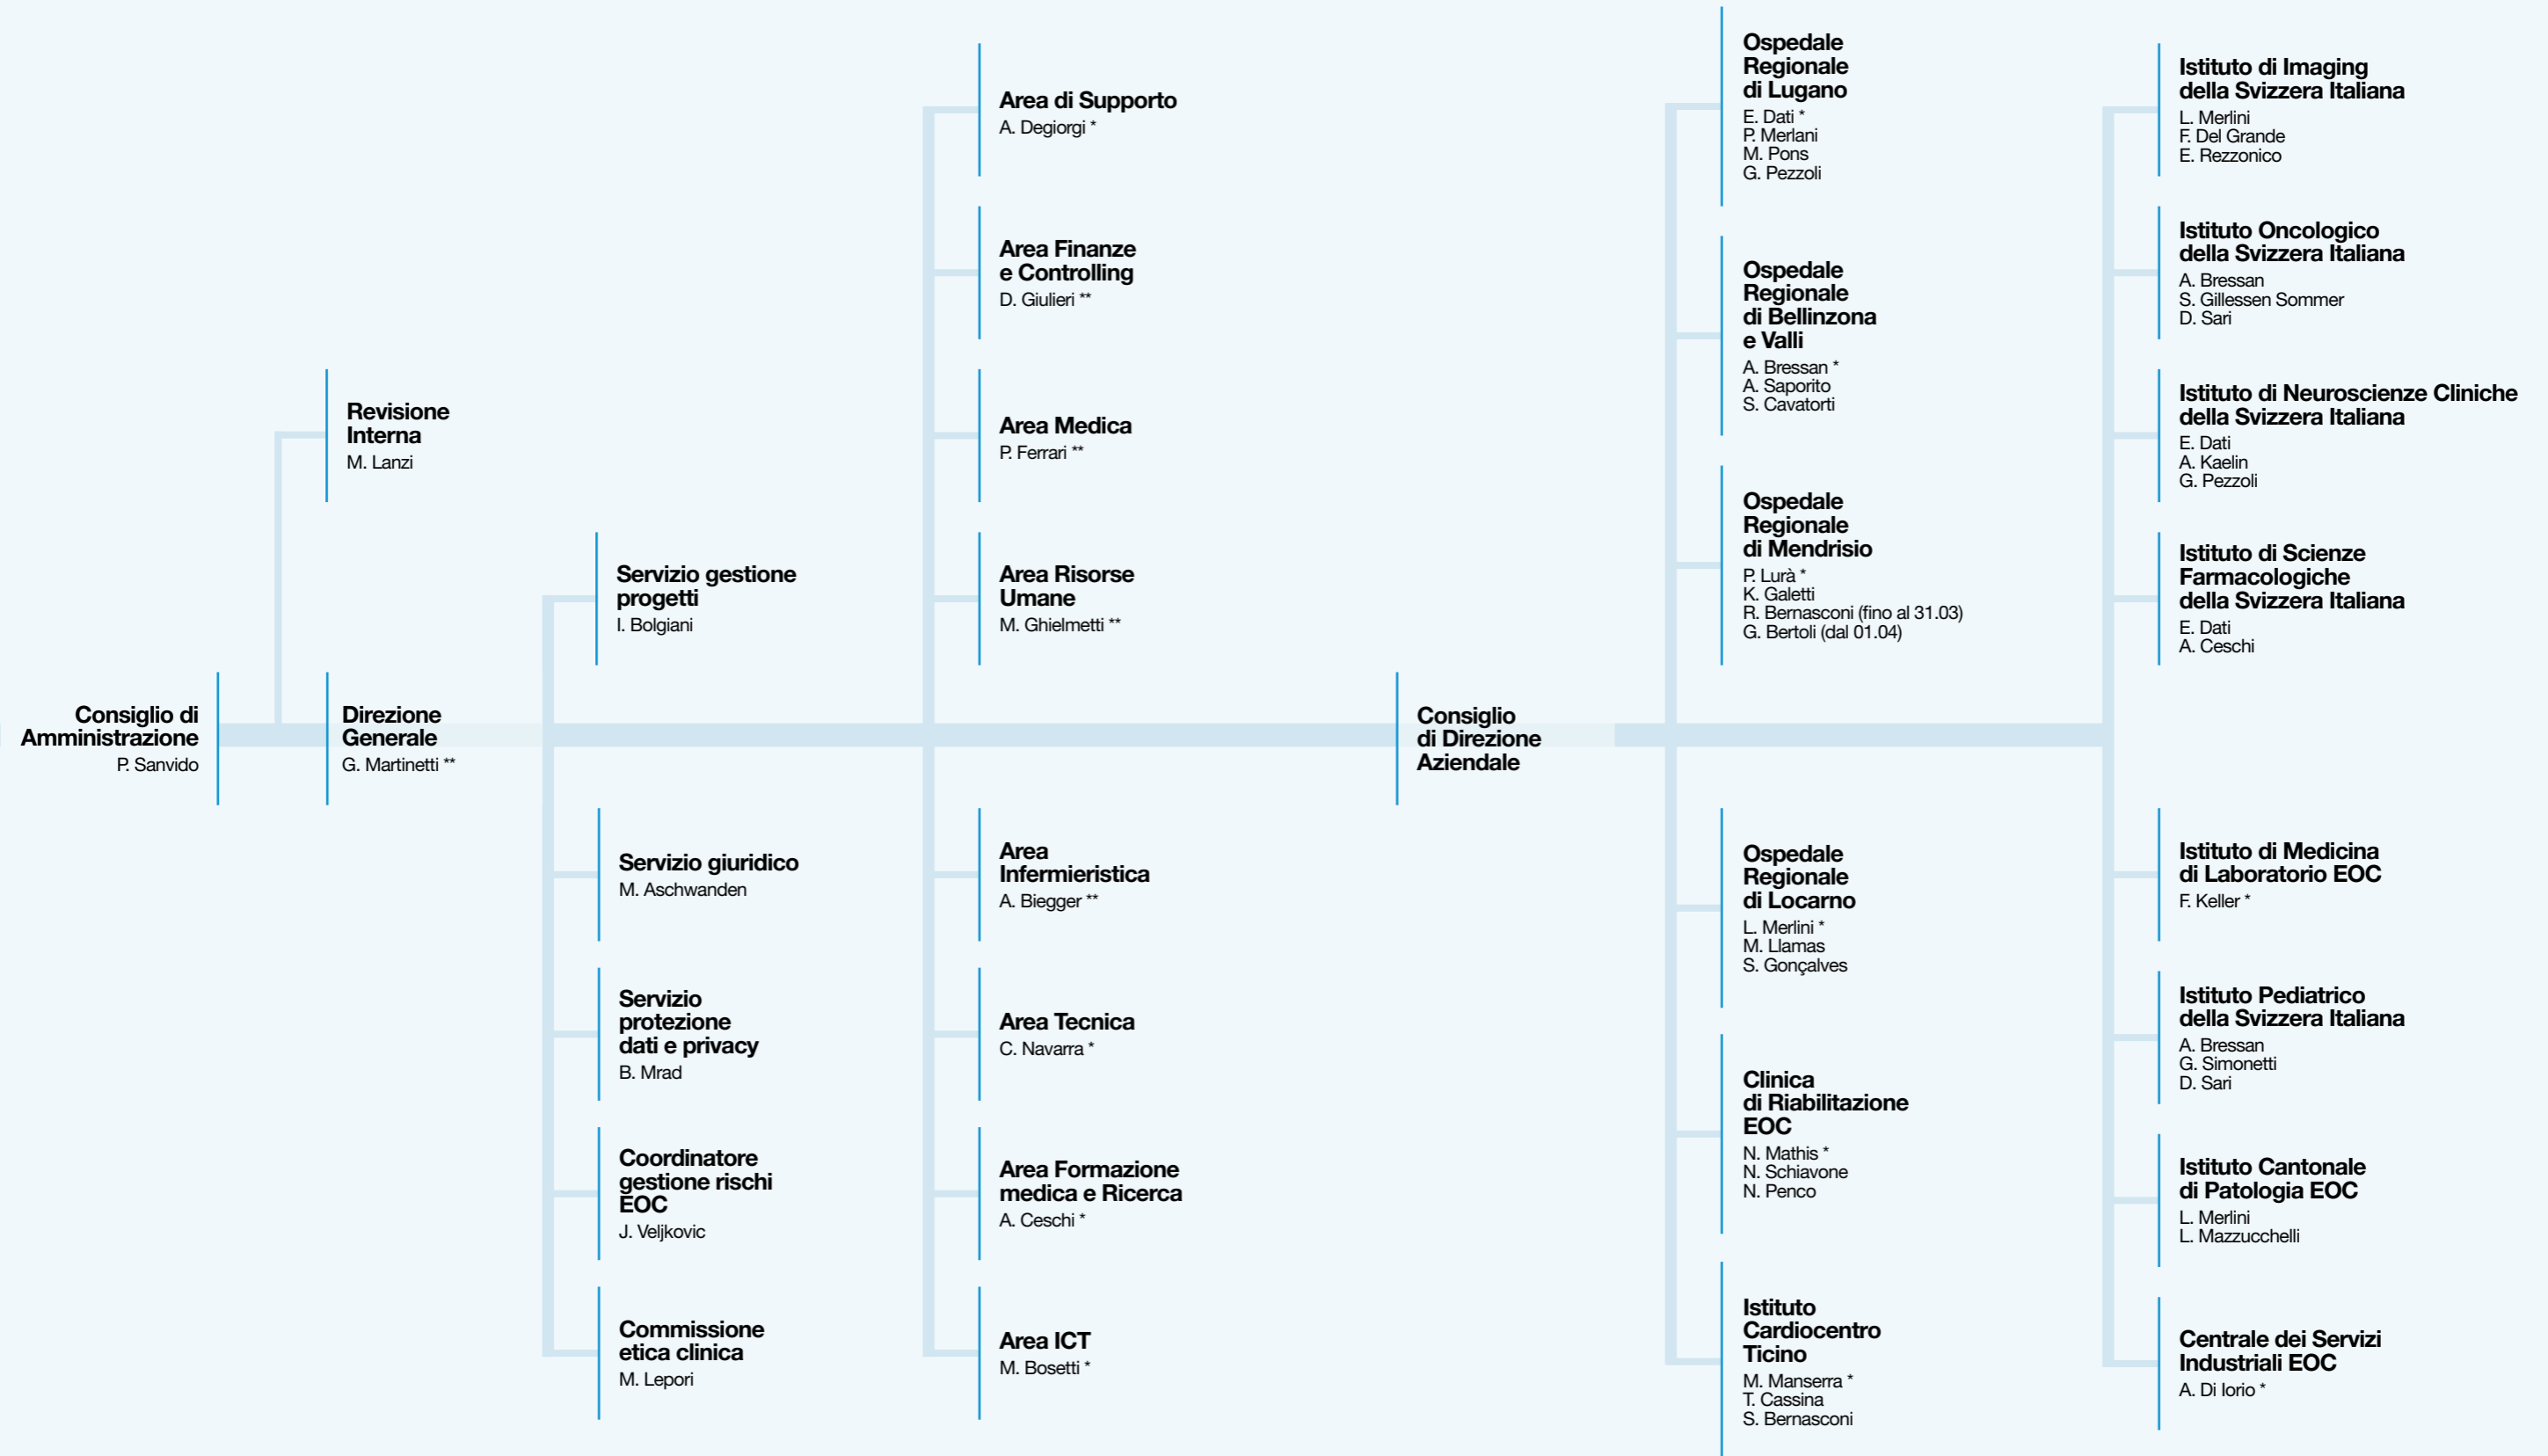 Consiglio di
Amministrazione
P. Sanvido
Revisione
Interna
M. Lanzi
Direzione
Generale
G. Martinetti **
Servizio gestione
progetti
I. Bolgiani
Servizio giuridico
M. Aschwanden
Servizio
protezione
dati e privacy
B. Mrad
Coordinatore
gestione rischi
EOC
J. Veljkovic
Commissione
etica clinica
M. Lepori
Area di Supporto
A. Degiorgi *
Area Finanze
e Controlling
D. Giulieri **
Area Medica
P. Ferrari **
Area Risorse
Umane
M. Ghielmetti **
Area
Infermieristica
A. Biegger **
Area Tecnica
C. Navarra *
Area Formazione
medica e Ricerca
A. Ceschi *
Area ICT
M. Bosetti *
Consiglio
di Direzione
Aziendale
Ospedale
Regionale
di Lugano
E. Dati *
P. Merlani
M. Pons
G. Pezzoli
Ospedale
Regionale
di Bellinzona
e Valli
A. Bressan *
A. Saporito
S. Cavatorti
Ospedale
Regionale
di Mendrisio
P. Lurà *
K. Galetti
R. Bernasconi (fino al 31.03)
G. Bertoli (dal 01.04)
Ospedale
Regionale
di Locarno
L. Merlini *
M. Llamas
S. Gonçalves
Clinica
di Riabilitazione
EOC
N. Mathis *
N. Schiavone
N. Penco
Istituto
Cardiocentro
Ticino
M. Manserra *
T. Cassina
S. Bernasconi
Istituto di Imaging
della Svizzera Italiana
L. Merlini
F. Del Grande
E. Rezzonico
Istituto Oncologico
della Svizzera Italiana
A. Bressan
S. Gillessen Sommer
D. Sari
Istituto di Neuroscienze Cliniche
della Svizzera Italiana
E. Dati
A. Kaelin
G. Pezzoli
Istituto di Scienze
Farmacologiche
della Svizzera Italiana
E. Dati
A. Ceschi
Istituto di Medicina
di Laboratorio EOC
F. Keller *
Istituto Pediatrico
della Svizzera Italiana
A. Bressan
G. Simonetti
D. Sari
Istituto Cantonale
di Patologia EOC
L. Merlini
L. Mazzucchelli
Centrale dei Servizi
Industriali EOC
A. Di Iorio *